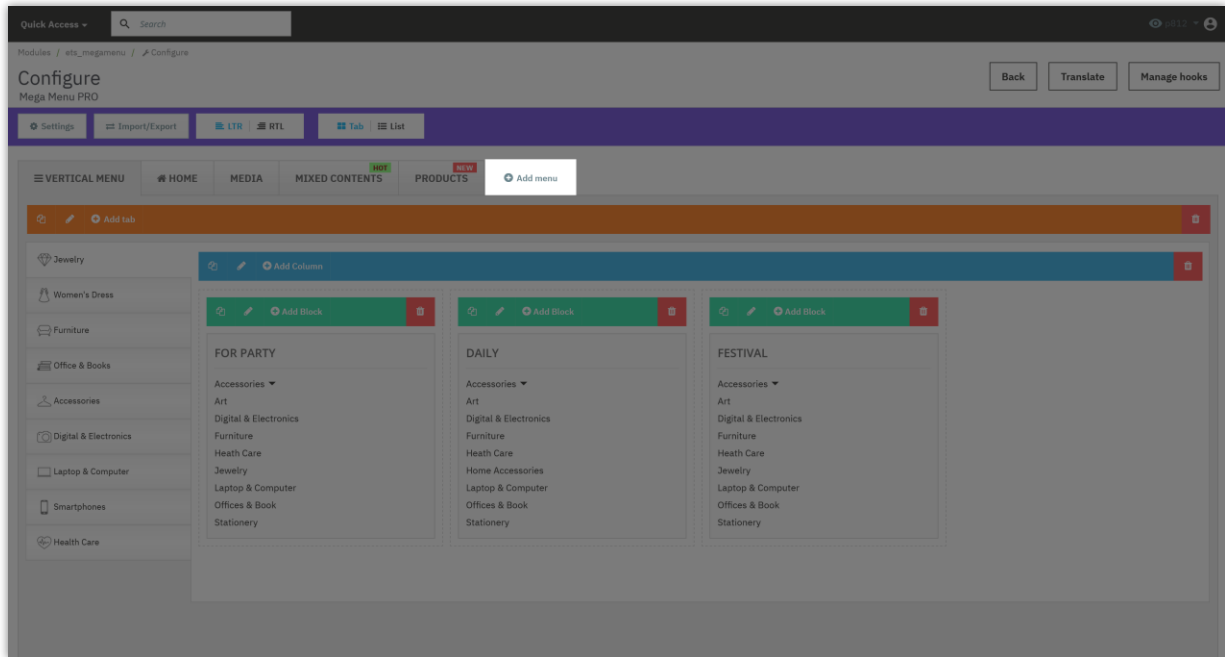 Quick Access
Search
Modules / ets_megamenu / Configure
Configure
Mega Menu PRO
Back
Translate
Manage hooks
Settings
Import/Export
LTR
RTL
Tab
List
VERTICAL MENU
HOME
MEDIA
MIXED CONTENTS
HOT
PRODUCTS
NEW
Add menu
Add tab
Jewelry
Women's Dress
Furniture
Office & Books
Accessories
Digital & Electronics
Laptop & Computer
Smartphones
Health Care
Add Column
Add Block
FOR PARTY
Accessories
Art
Digital & Electronics
Furniture
Heath Care
Jewelry
Laptop & Computer
Offices & Book
Stationery
Add Block
DAILY
Accessories
Art
Digital & Electronics
Furniture
Heath Care
Home Accessories
Laptop & Computer
Offices & Book
Stationery
Add Block
FESTIVAL
Accessories
Art
Digital & Electronics
Furniture
Heath Care
Jewelry
Laptop & Computer
Offices & Book
Stationery